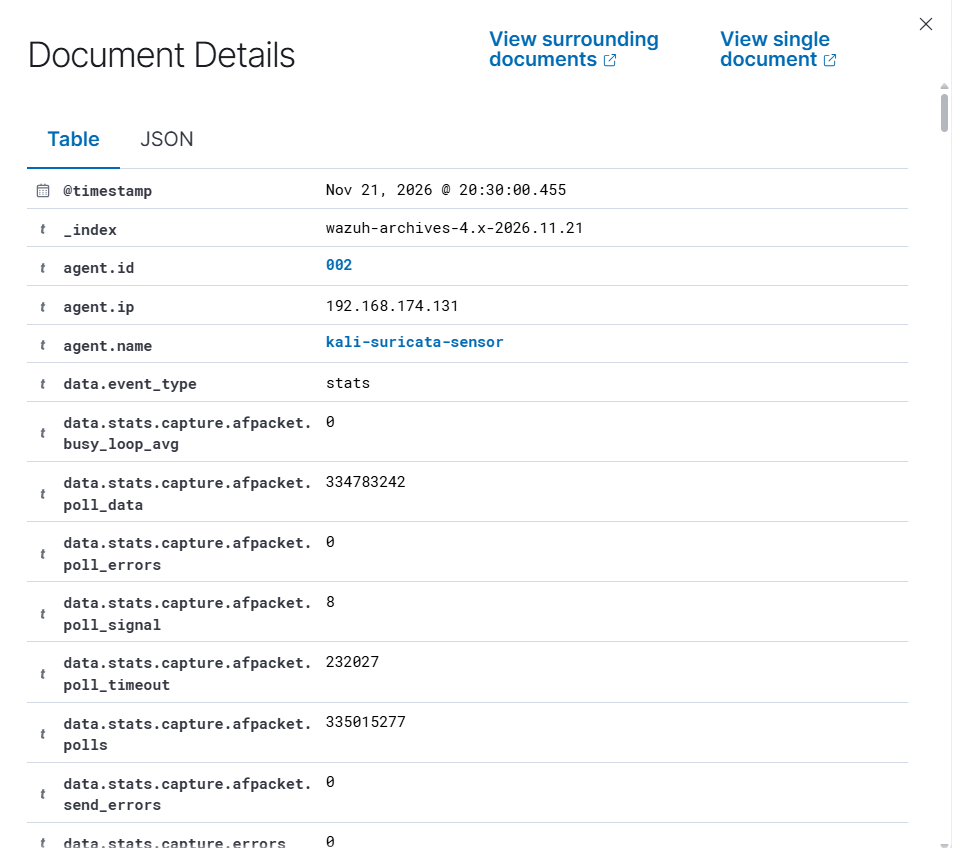 Document Details
View surrounding
documents
View single
document
Table
JSON
@timestamp
Nov 21, 2026 @ 20:30:00.455
t
_index
wazuh-archives-4.x-2026.11.21
t
agent.id
002
t
agent.ip
192.168.174.131
t
agent.name
kali-suricata-sensor
t
data.event_type
stats
t
data.stats.capture.afpacket.
busy_loop_avg
0
t
data.stats.capture.afpacket.
poll_data
334783242
t
data.stats.capture.afpacket.
poll_errors
0
t
data.stats.capture.afpacket.
poll_signal
8
t
data.stats.capture.afpacket.
poll_timeout
232027
t
data.stats.capture.afpacket.
polls
335015277
t
data.stats.capture.afpacket.
send_errors
0
t
data.stats.capture.errors
0